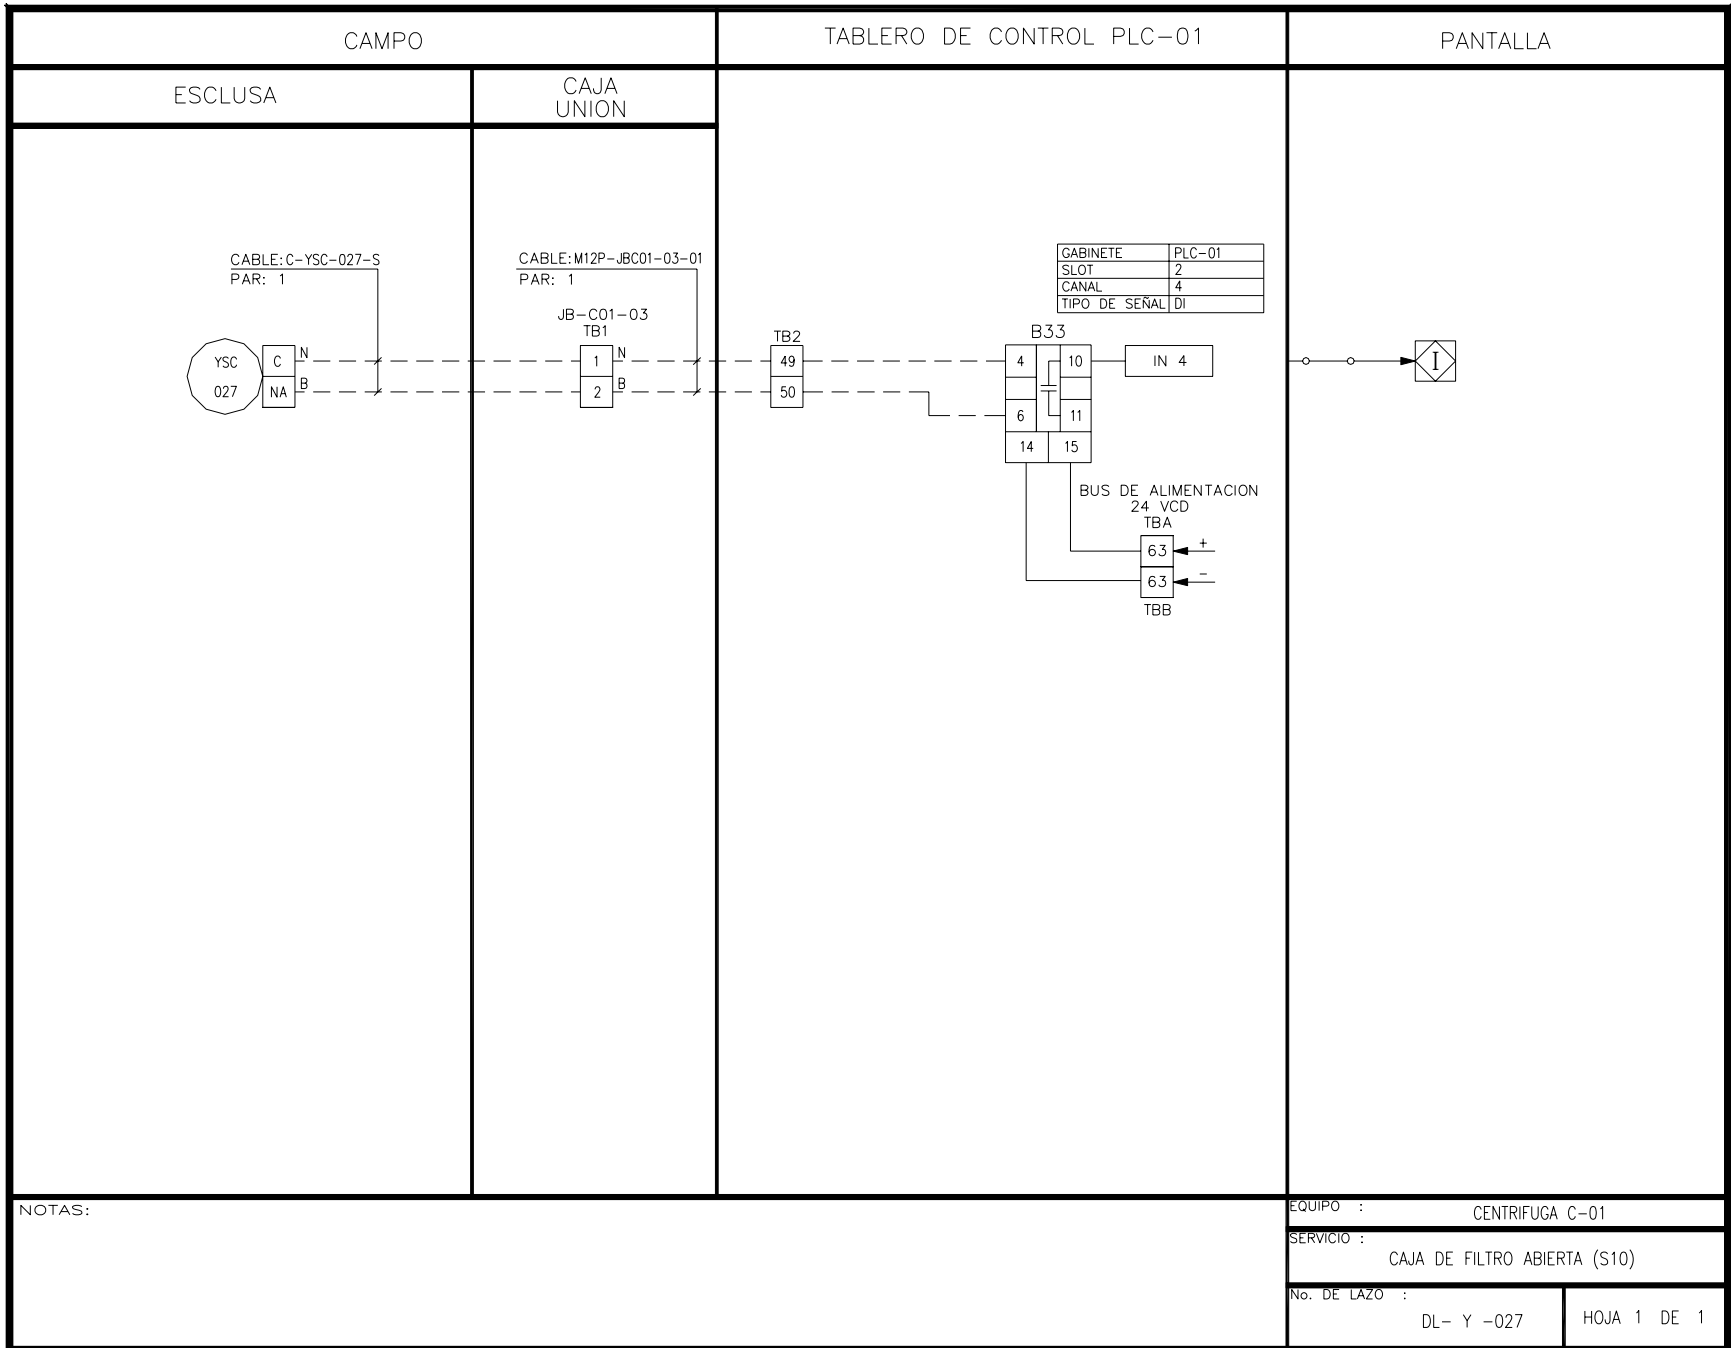 CAMPO
TABLERO DE CONTROL PLC-01
PANTALLA
ESCLUSA
CAJA
UNION
CABLE:C-YSC-027-S
PAR: 1
CABLE:M12P-JBC01-03-01
PAR: 1
GABINETE PLC-01
SLOT 2
CANAL 4
TIPO DE SEÑAL DI
JB-C01-03
TB1
TB2
B33
YSC
027
C
N
NA
B
1
N
2
B
49
50
4
10
6
11
14
15
IN 4
I
BUS DE ALIMENTACION
24 VCD
TBA
63
+
63
-
TBB
NOTAS:
EQUIPO :
CENTRIFUGA C-01
SERVICIO :
CAJA DE FILTRO ABIERTA (S10)
No. DE LAZO :
DL- Y -027
HOJA 1 DE 1